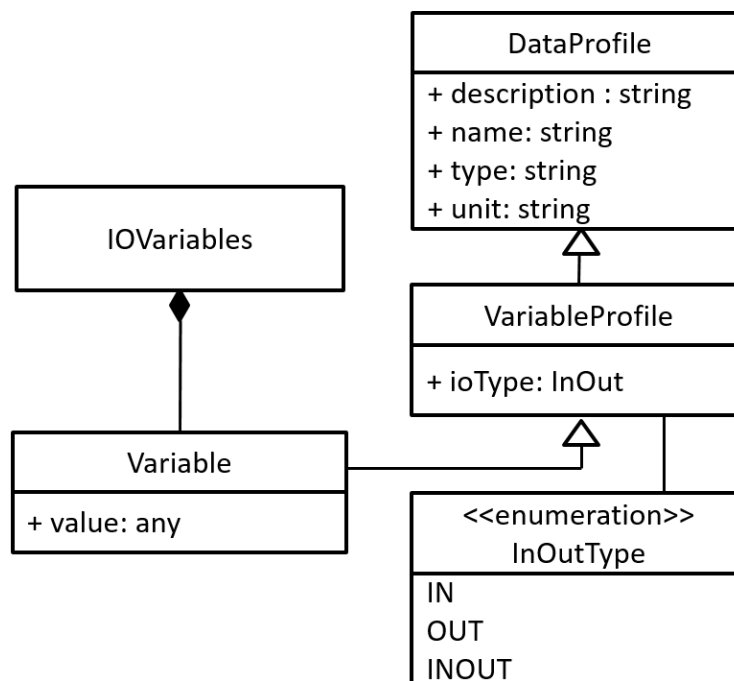 DataProfile
+ description : string
+ name: string
+ type: string
+ unit: string
IOVariables
VariableProfile
+ ioType: InOut
Variable
+ value: any
<<enumeration>>
InOutType
IN
OUT
INOUT